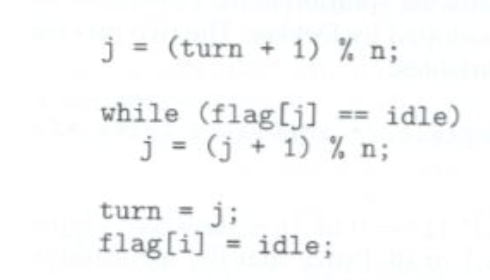 j = (turn + 1) % n;
while (flag[j] == idle)
j = (j + 1) % n;
turn = j;
flag[i] = idle;